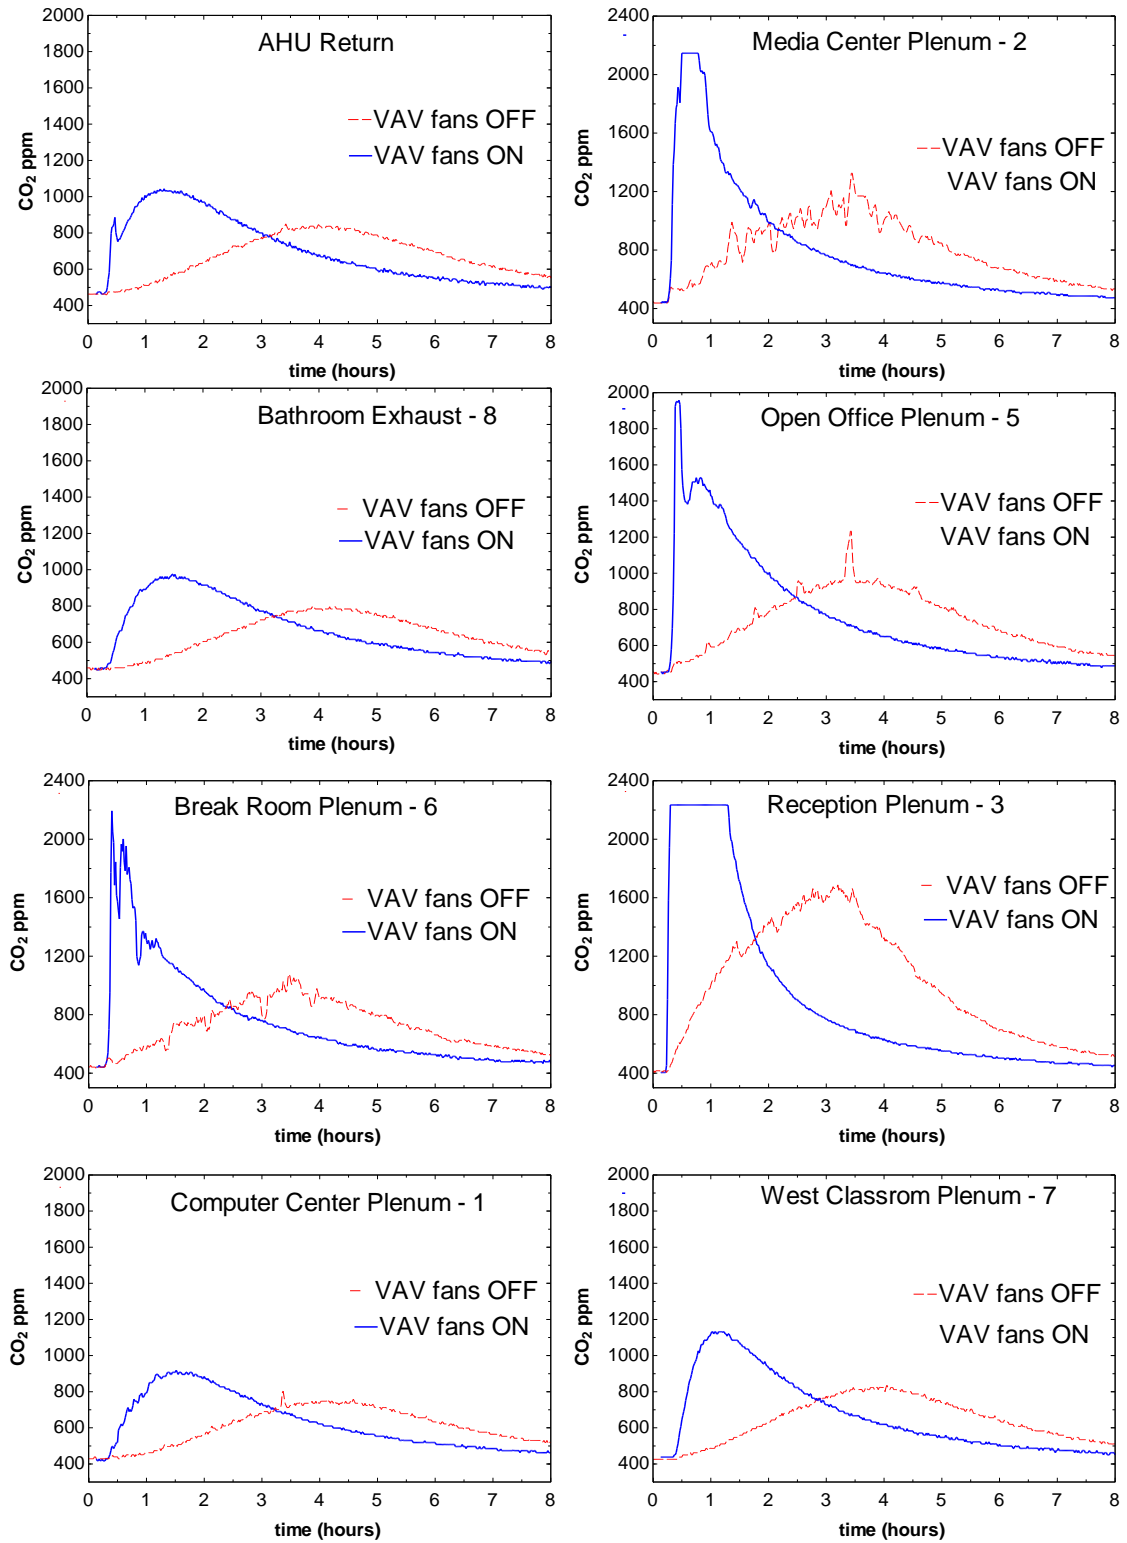 AHU Return
VAV fans OFF
VAV fans ON
CO2 ppm
2000
1800
1600
1400
1200
1000
800
600
400
0 1 2 3 4 5 6 7 8
time (hours)
Media Center Plenum - 2
VAV fans OFF
VAV fans ON
CO2 ppm
2400
2000
1600
1200
800
400
0 1 2 3 4 5 6 7 8
time (hours)
Bathroom Exhaust - 8
VAV fans OFF
VAV fans ON
CO2 ppm
2000
1800
1600
1400
1200
1000
800
600
400
0 1 2 3 4 5 6 7 8
time (hours)
Open Office Plenum - 5
VAV fans OFF
VAV fans ON
CO2 ppm
2000
1800
1600
1400
1200
1000
800
600
400
0 1 2 3 4 5 6 7 8
time (hours)
Break Room Plenum - 6
VAV fans OFF
VAV fans ON
CO2 ppm
2400
2000
1600
1200
800
400
0 1 2 3 4 5 6 7 8
time (hours)
Reception Plenum - 3
VAV fans OFF
VAV fans ON
CO2 ppm
2400
2000
1600
1200
800
400
0 1 2 3 4 5 6 7 8
time (hours)
Computer Center Plenum - 1
VAV fans OFF
VAV fans ON
CO2 ppm
2000
1800
1600
1400
1200
1000
800
600
400
0 1 2 3 4 5 6 7 8
time (hours)
West Classrom Plenum - 7
VAV fans OFF
VAV fans ON
CO2 ppm
2000
1800
1600
1400
1200
1000
800
600
400
0 1 2 3 4 5 6 7 8
time (hours)